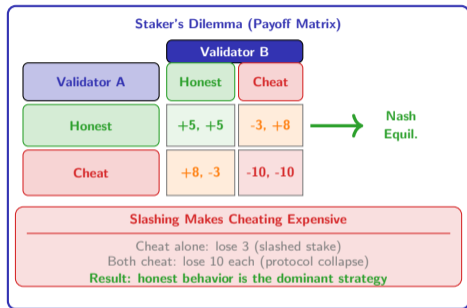 Staker's Dilemma (Payoff Matrix)
Validator B
Validator A Honest Cheat
Honest +5, +5 -3, +8 Nash Equil.
Cheat +8, -3 -10, -10
Slashing Makes Cheating Expensive
Cheat alone: lose 3 (slashed stake)
Both cheat: lose 10 each (protocol collapse)
Result: honest behavior is the dominant strategy